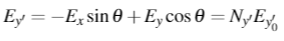 E_{y'} = −E_x sin θ + E_y cos θ = N_{y'}E_{y'_0}